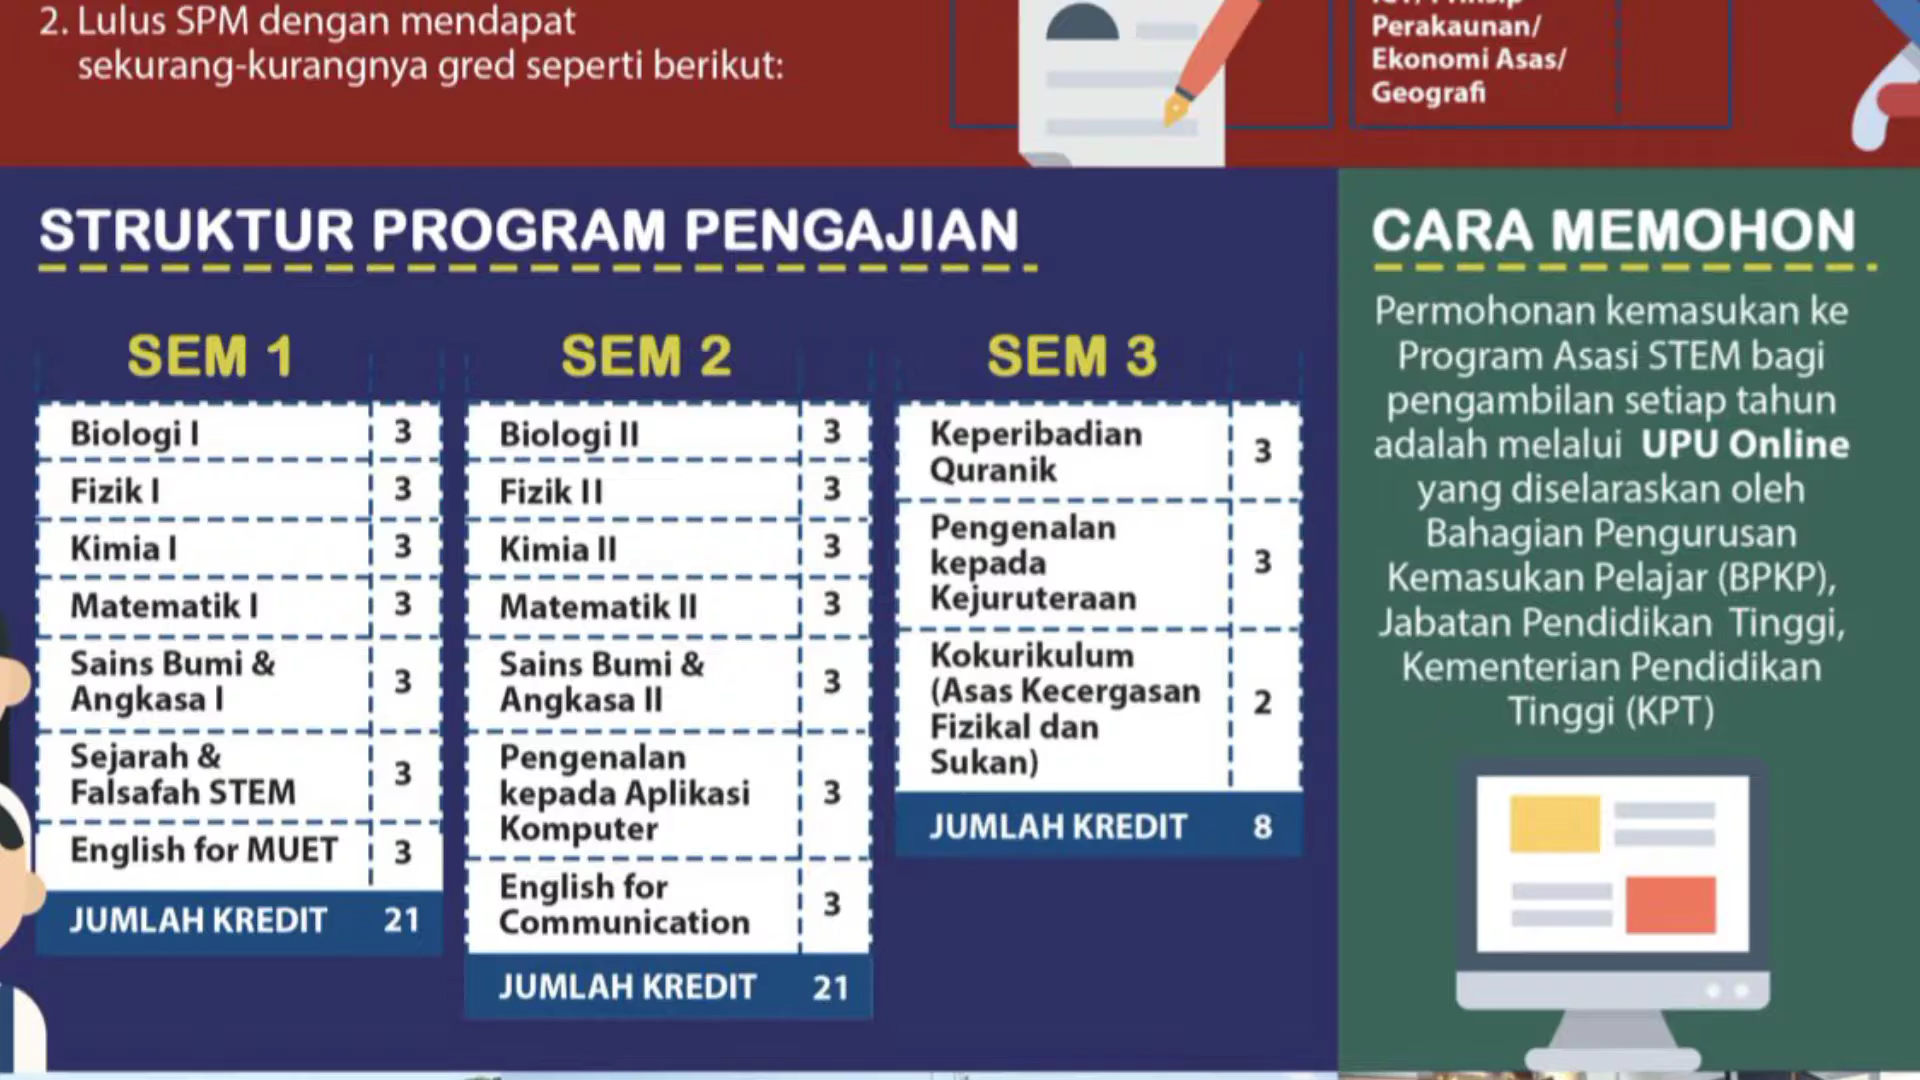 2. Lulus SPM dengan mendapat
sekurang-kurangnya gred seperti berikut:
Perakaunan/
Ekonomi Asas/
Geografi
STRUKTUR PROGRAM PENGAJIAN
SEM 1
Biologi I 3
Fizik I 3
Kimia I 3
Matematik I 3
Sains Bumi &
Angkasa I 3
Sejarah &
Falsafah STEM 3
English for MUET 3
JUMLAH KREDIT 21
SEM 2
Biologi II 3
Fizik II 3
Kimia II 3
Matematik II 3
Sains Bumi &
Angkasa II 3
Pengenalan
kepada Aplikasi 3
Komputer
English for
Communication 3
JUMLAH KREDIT 21
SEM 3
Keperibadian
Quranik 3
Pengenalan
kepada 3
Kejuruteraan
Kokurikulum
(Asas Kecergasan 2
Fizikal dan
Sukan)
JUMLAH KREDIT 8
CARA MEMOHON
Permohonan kemasukan ke
Program Asasi STEM bagi
pengambilan setiap tahun
adalah melalui UPU Online
yang diselaraskan oleh
Bahagian Pengurusan
Kemasukan Pelajar (BPKP),
Jabatan Pendidikan Tinggi,
Kementerian Pendidikan
Tinggi (KPT)